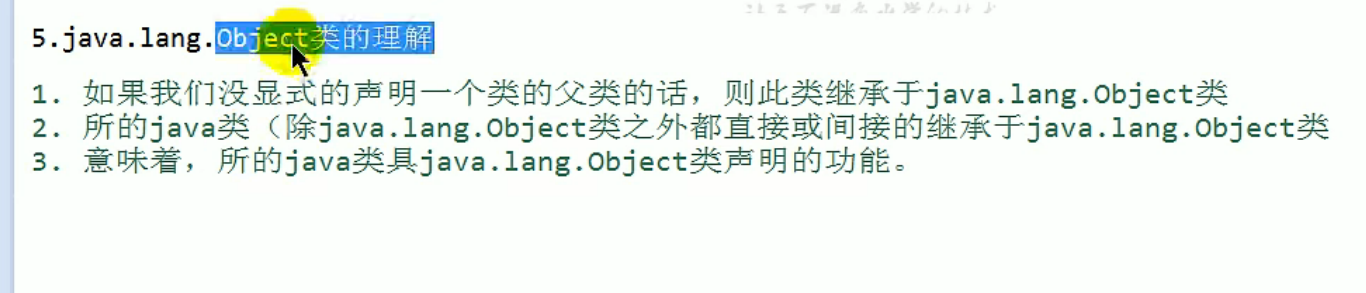 5.java.lang.Object类的理解
1. 如果我们没显式的声明一个类的父类的话，则此类继承于java.lang.Object类
2. 所的java类（除java.lang.Object类之外都直接或间接的继承于java.lang.Object类
3. 意味着，所的java类具java.lang.Object类声明的功能。